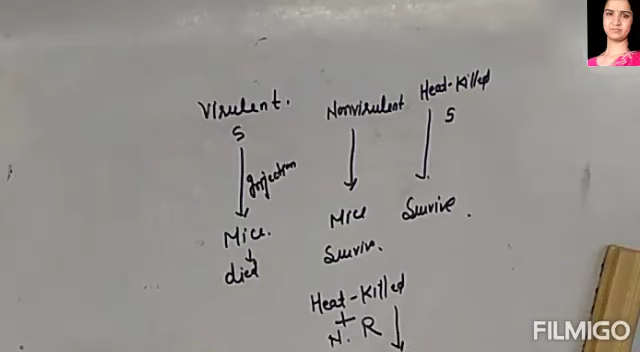 Virulent.
S
Injection
Mice.
died
Nonvirulent
Mice
Survive.
Heat-Killed
S
Survive.
Heat-Killed
+
N. R
FILMIGO